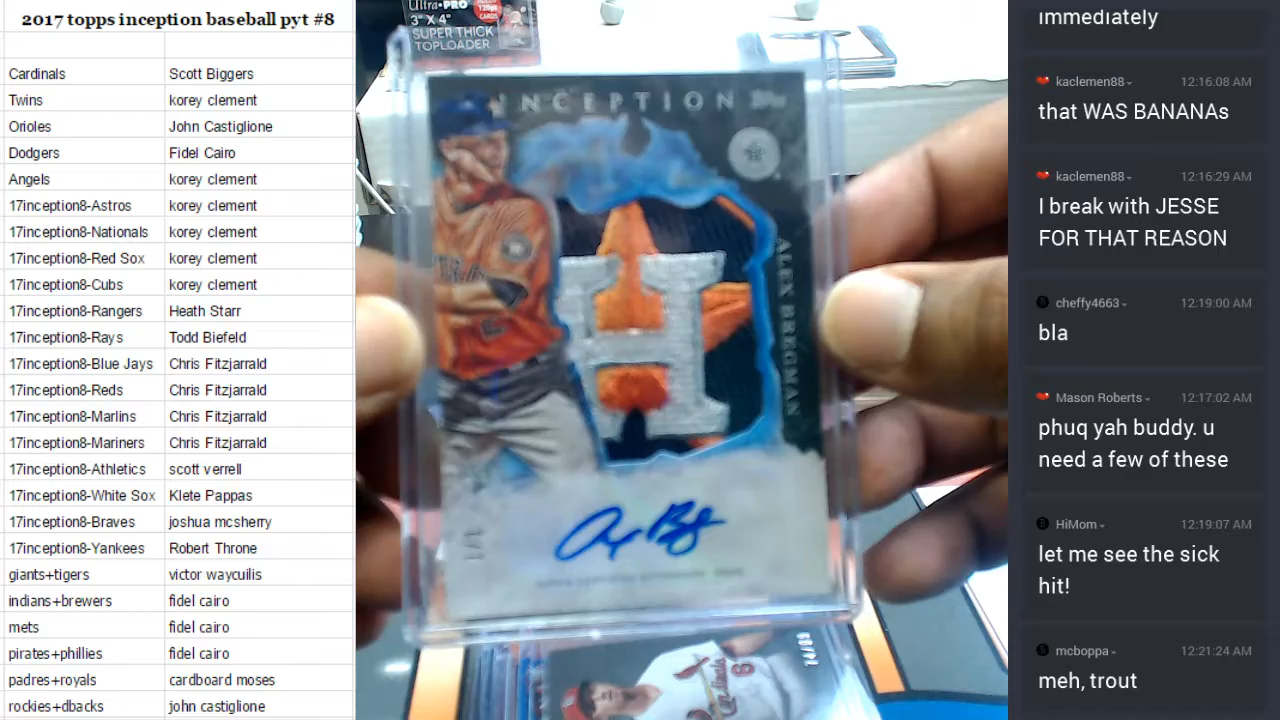 2017 topps inception baseball pyt #8
Cardinals Scott Biggers
Twins korey clement
Orioles John Castiglione
Dodgers Fidel Cairo
Angels korey clement
17inception8-Astros korey clement
17inception8-Nationals korey clement
17inception8-Red Sox korey clement
17inception8-Cubs korey clement
17inception8-Rangers Heath Starr
17inception8-Rays Todd Biefeld
17inception8-Blue Jays Chris Fitzjarrald
17inception8-Reds Chris Fitzjarrald
17inception8-Marlins Chris Fitzjarrald
17inception8-Mariners Chris Fitzjarrald
17inception8-Athletics scott verrell
17inception8-White Sox Klete Pappas
17inception8-Braves joshua mcsherry
17inception8-Yankees Robert Throne
giants+tigers victor waycuilis
indians+brewers fidel cairo
mets fidel cairo
pirates+phillies fidel cairo
padres+royals cardboard moses
rockies+dbacks john castiglione
Ultra·PRO
3" X 4"
SUPER THICK
TOPLOADER
120pt
CARDS
INCEPTION
H
ALEX BREGMAN
1/1
Cardinals
6
immediately
kaclemen88 12:16:08 AM
that WAS BANANAs
kaclemen88 12:16:29 AM
I break with JESSE
FOR THAT REASON
cheffy4663 12:19:00 AM
bla
Mason Roberts 12:17:02 AM
phuq yah buddy. u
need a few of these
HiMom 12:19:07 AM
let me see the sick
hit!
mcboppa 12:21:24 AM
meh, trout